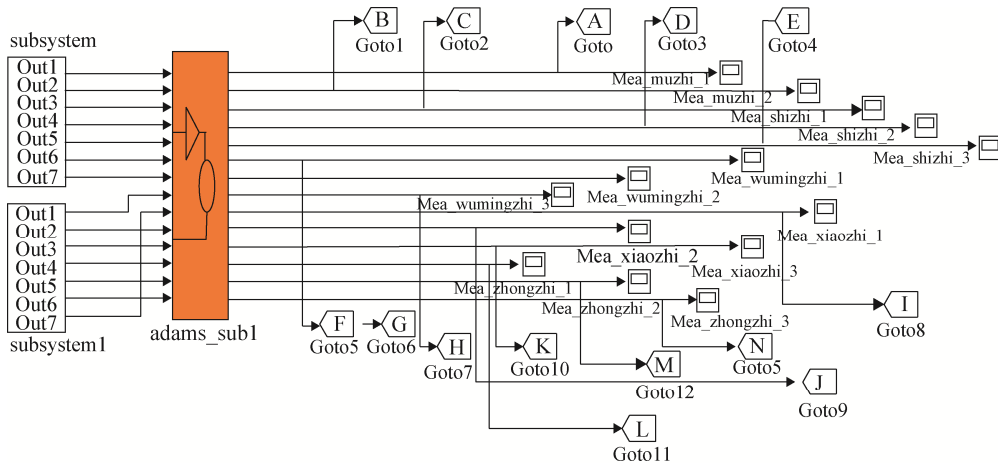 B
C
A
D
E
Goto1
Goto2
Goto
Goto3
Goto4
subsystem
Out1
Out2
Out3
Out4
Out5
Out6
Out7
Mea_muzhi_1
Mea_muzhi_2
Mea_shizhi_1
Mea_shizhi_2
Mea_shizhi_3
Mea_wumingzhi_1
Mea_wumingzhi_2
Mea_wumingzhi_3
Out1
Out2
Out3
Out4
Out5
Out6
Out7
subsystem1
adams_sub1
Mea_xiaozhi_1
Mea_xiaozhi_2
Mea_xiaozhi_3
Mea_zhongzhi_1
Mea_zhongzhi_2
Mea_zhongzhi_3
I
Goto8
F
Goto5
G
Goto6
H
Goto7
K
Goto10
N
Goto5
M
Goto12
J
Goto9
L
Goto11